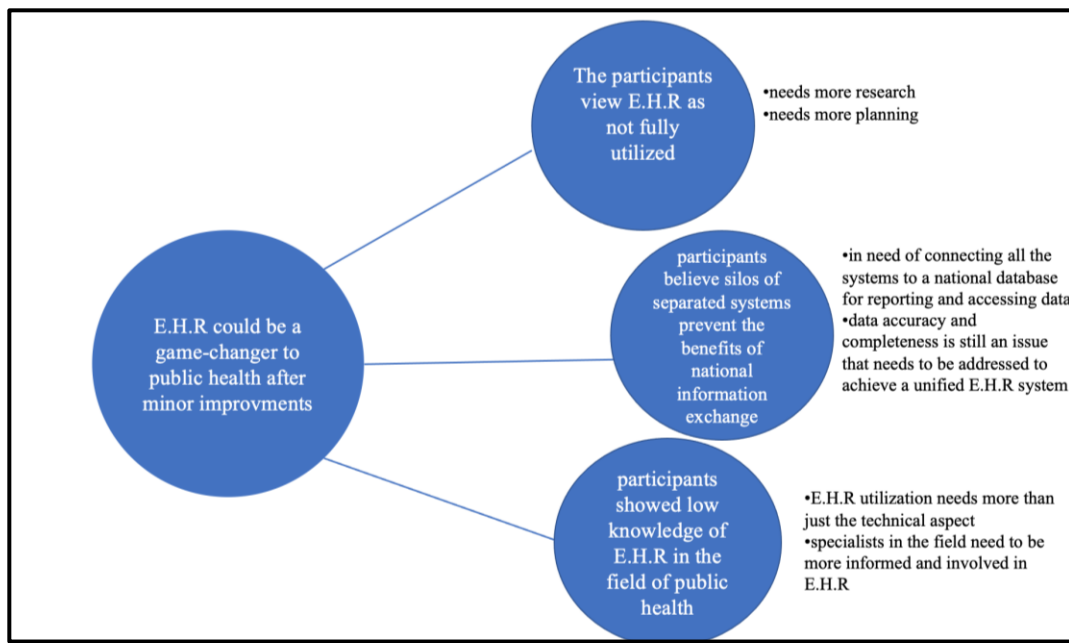 The participants
view E.H.R as
not fully
utilized
•needs more research
•needs more planning
E.H.R could be a
game-changer to
public health after
minor improvments
participants
believe silos of
separated systems
prevent the
benefits of
national
information
exchange
•in need of connecting all the
systems to a national database
for reporting and accessing data
•data accuracy and
completeness is still an issue
that needs to be addressed to
achieve a unified E.H.R system
participants
showed low
knowledge of
E.H.R in the
field of public
health
•E.H.R utilization needs more than
just the technical aspect
•specialists in the field need to be
more informed and involved in
E.H.R